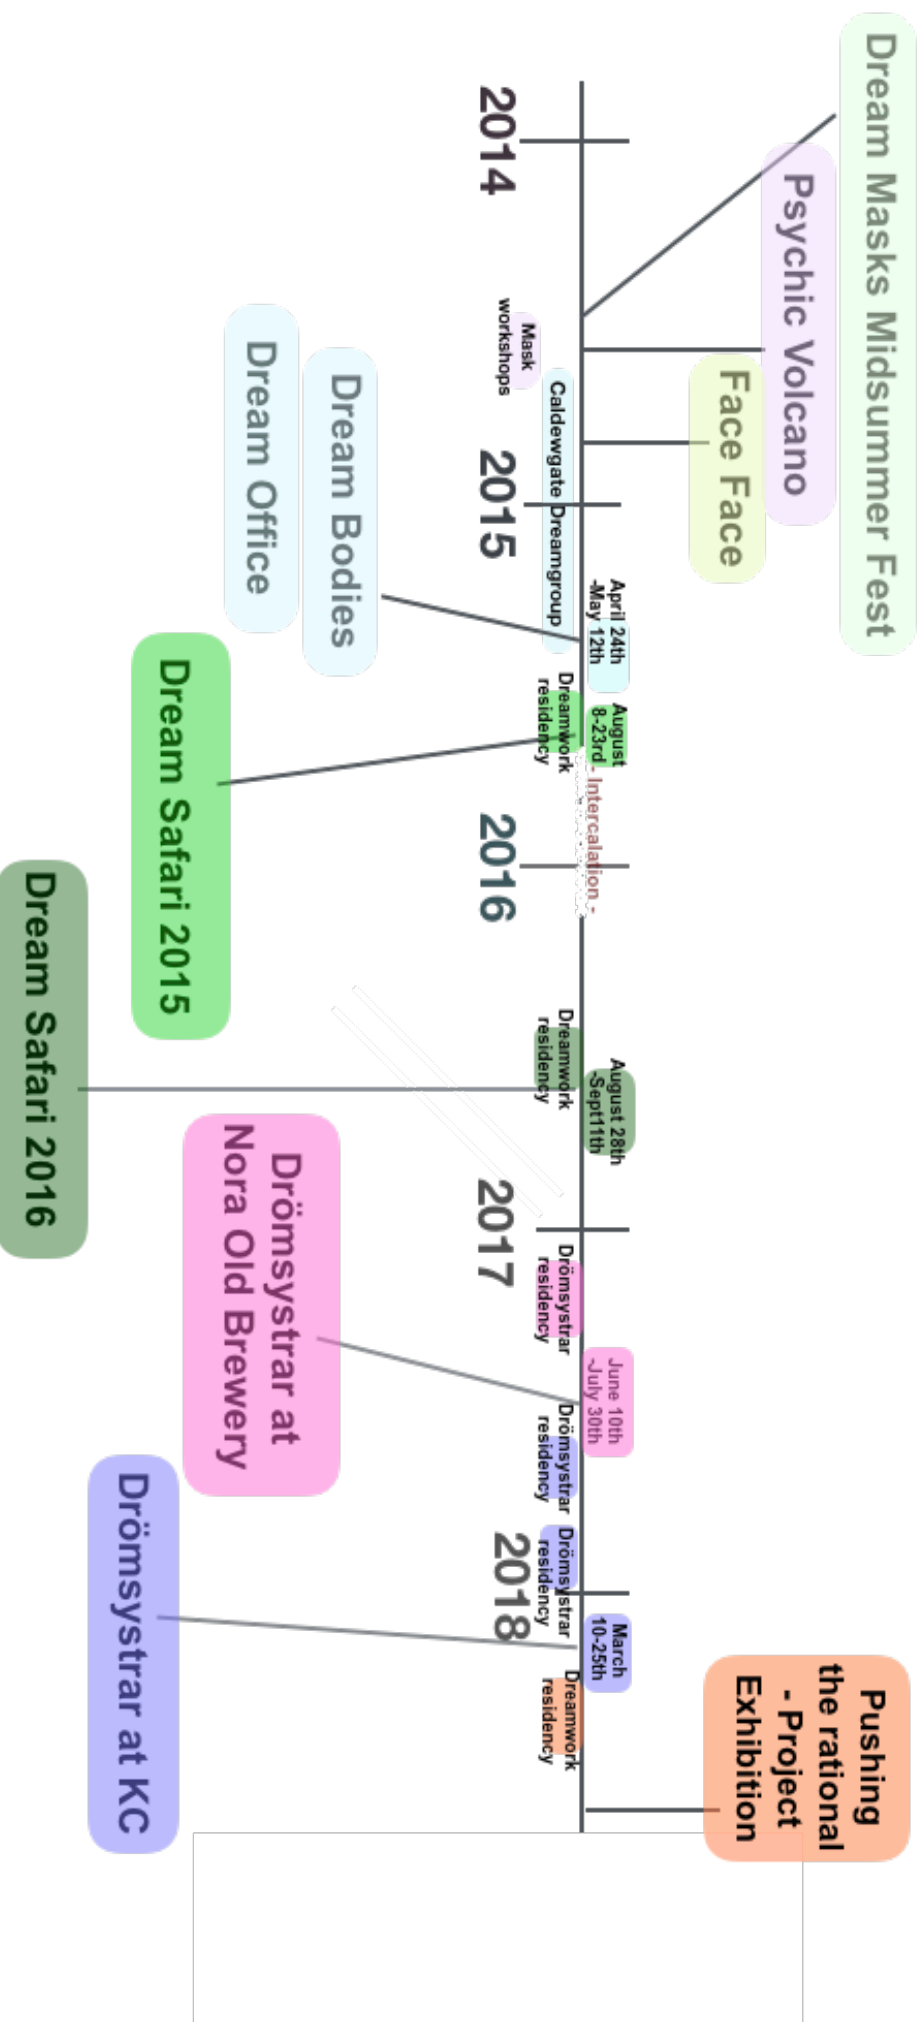 Dream Masks Midsummer Fest
Psychic Volcano
Face Face
Pushing
the rational
- Project
Exhibition
April 24th
-May 12th
August
8-23rd
- Intercalation -
August 28th
-Sept11th
June 10th
-July 30th
March
10-25th
Mask
workshops
Caldewgate Dreamgroup
Dreamwork
residency
Dreamwork
residency
Drömsystrar
residency
Drömsystrar
residency
Drömsystrar
residency
Dreamwork
residency
2014
2015
2016
2017
2018
Dream Bodies
Dream Office
Dream Safari 2015
Dream Safari 2016
Drömsystrar at
Nora Old Brewery
Drömsystrar at KC